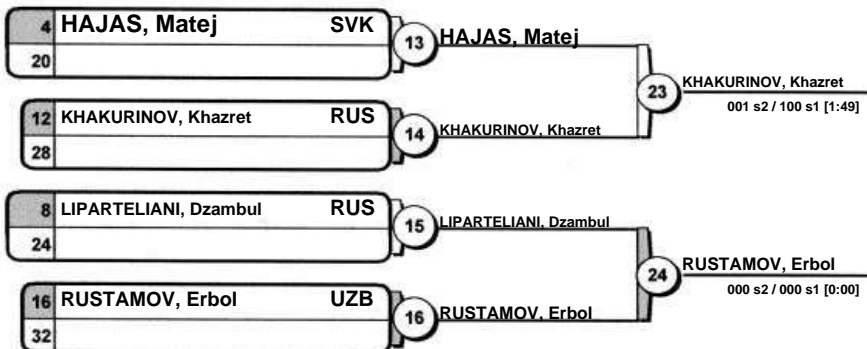 4 HAJAS, Matej SVK
20
13 HAJAS, Matej
23 KHAKURINOV, Khazret
001 s2 / 100 s1 [1:49]
12 KHAKURINOV, Khazret RUS
28
14 KHAKURINOV, Khazret
8 LIPARTELIANI, Dzambul RUS
24
15 LIPARTELIANI, Dzambul
24 RUSTAMOV, Erbol
000 s2 / 000 s1 [0:00]
16 RUSTAMOV, Erbol UZB
32
16 RUSTAMOV, Erbol